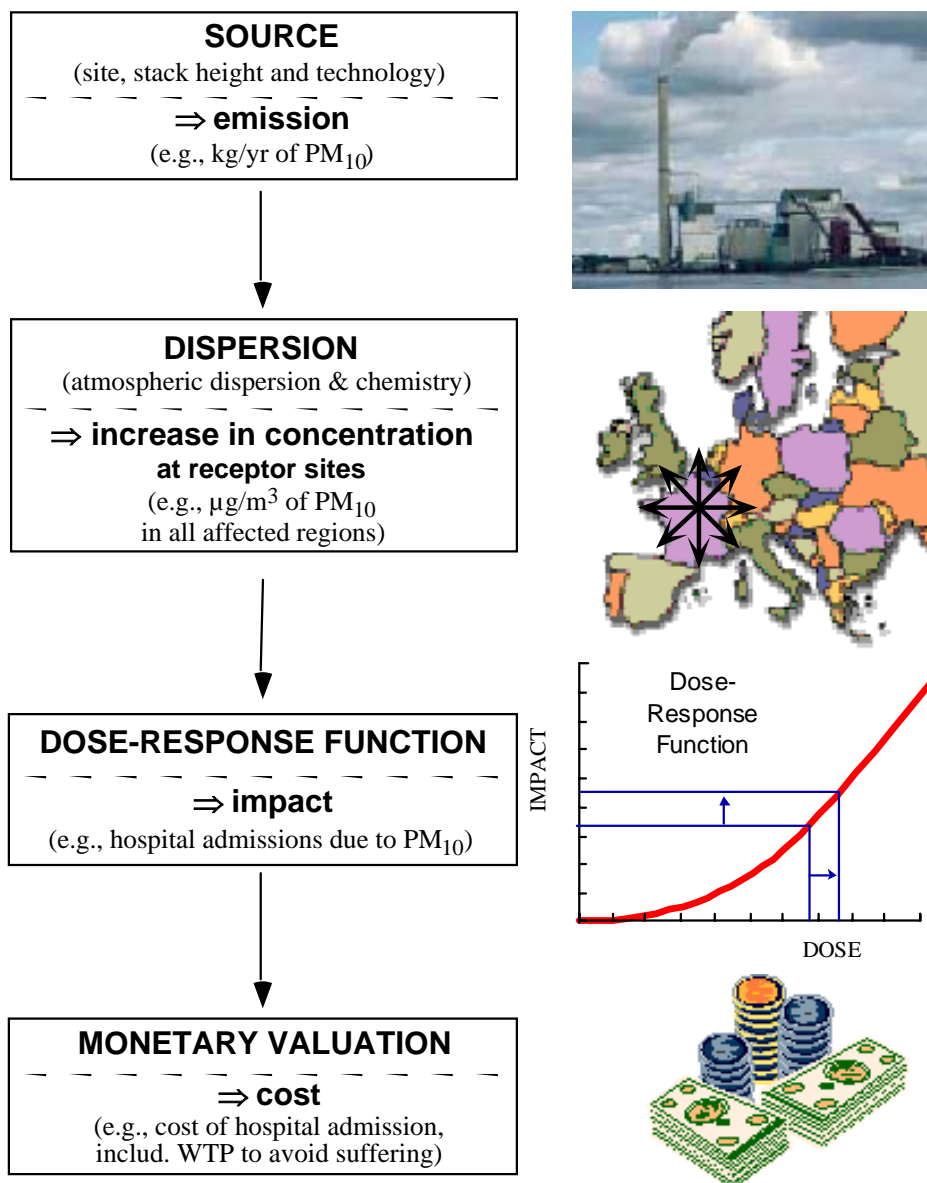 SOURCE
(site, stack height and technology)
⇒ emission
(e.g., kg/yr of PM10)
DISPERSION
(atmospheric dispersion & chemistry)
⇒ increase in concentration
at receptor sites
(e.g., µg/m3 of PM10
in all affected regions)
DOSE-RESPONSE FUNCTION
⇒ impact
(e.g., hospital admissions due to PM10)
Dose-
Response
Function
IMPACT
DOSE
MONETARY VALUATION
⇒ cost
(e.g., cost of hospital admission,
includ. WTP to avoid suffering)